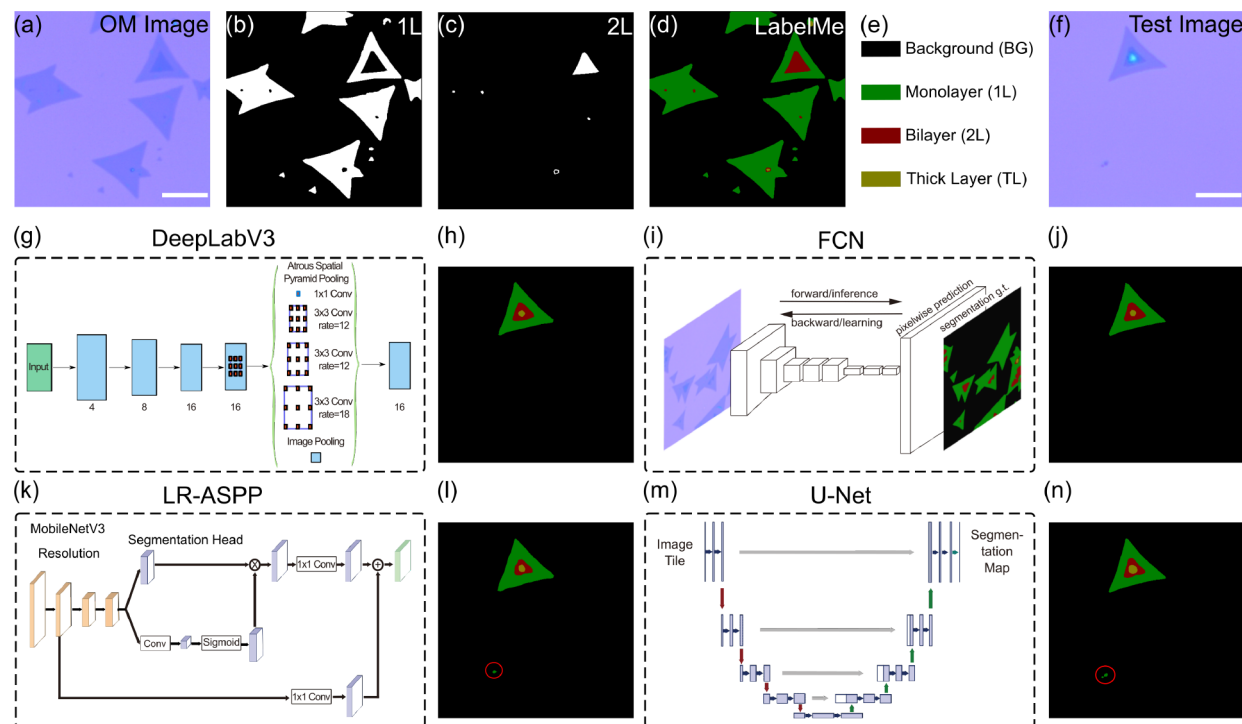 (a) OM Image
(b) 1L
(c) 2L
(d) LabelMe
(e)
Background (BG)
Monolayer (1L)
Bilayer (2L)
Thick Layer (TL)
(f) Test Image
(g) DeepLabV3
Input
4
8
16
16
Atrous Spatial
Pyramid Pooling
1x1 Conv
3x3 Conv
rate=12
3x3 Conv
rate=12
3x3 Conv
rate=18
Image Pooling
16
(h)
(i) FCN
forward/inference
backward/learning
pixelwise prediction
segmentation g.t.
(j)
(k) LR-ASPP
MobileNetV3
Resolution
Segmentation Head
1x1 Conv
Conv
Sigmoid
1x1 Conv
(l)
(m) U-Net
Image
Tile
Segmen-
tation
Map
(n)